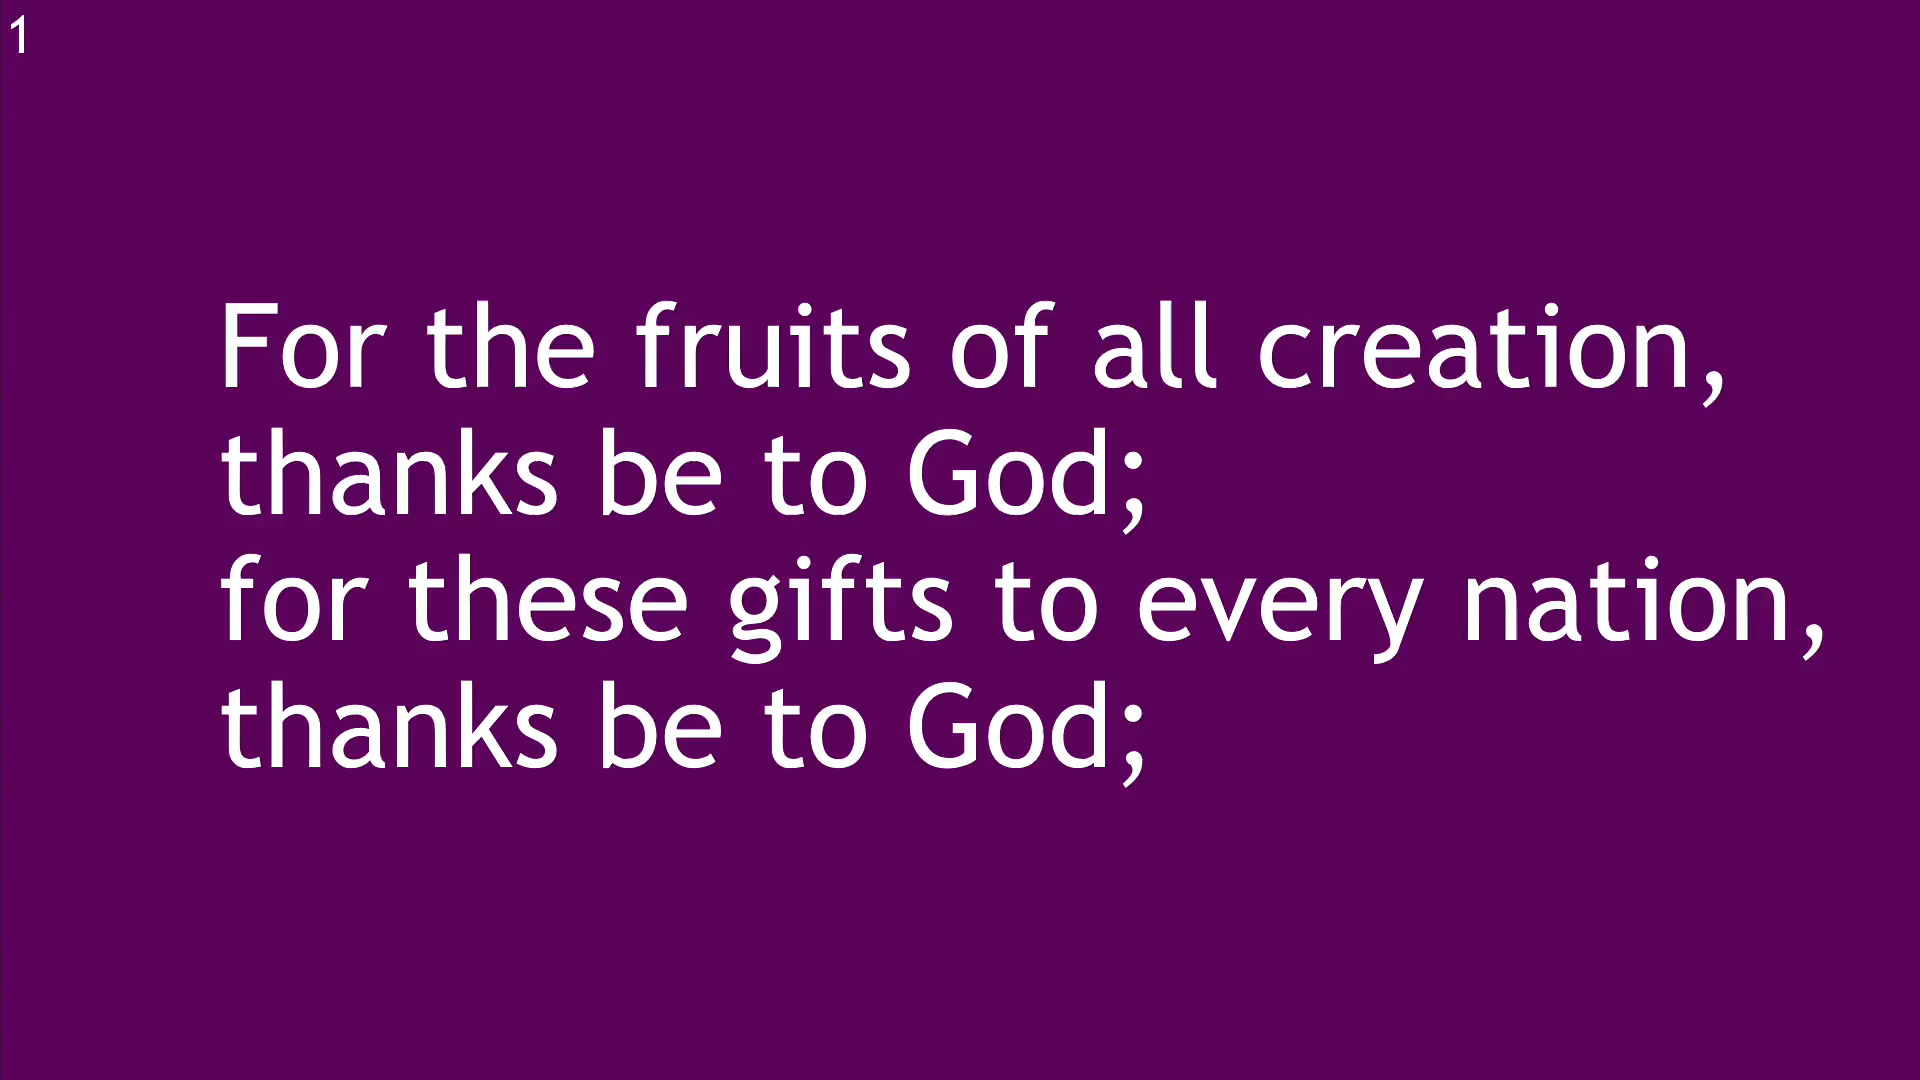 1
For the fruits of all creation,
thanks be to God;
for these gifts to every nation,
thanks be to God;